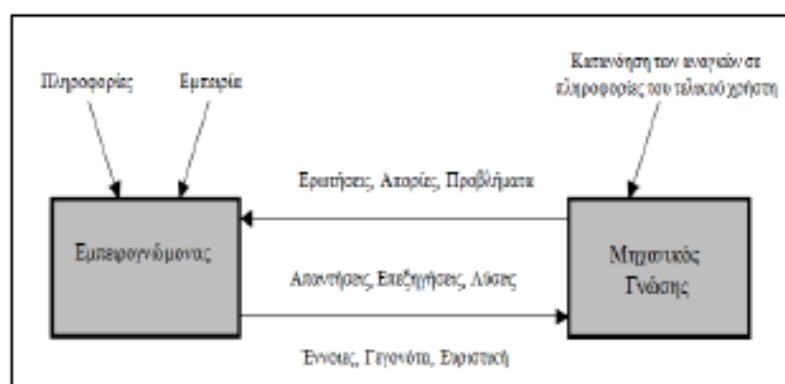 Πληροφορίες
Εμπειρία
Κατανόηση των αναγκών σε
πληροφορίες του τελικού χρήστη
Ερωτήσεις, Απορίες, Προβλήματα
Εμπειρογνώμονας
Μηχανικός
Γνώσης
Απαντήσεις, Επεξηγήσεις, Λύσεις
Έννοιες, Γεγονότα, Ευριστική